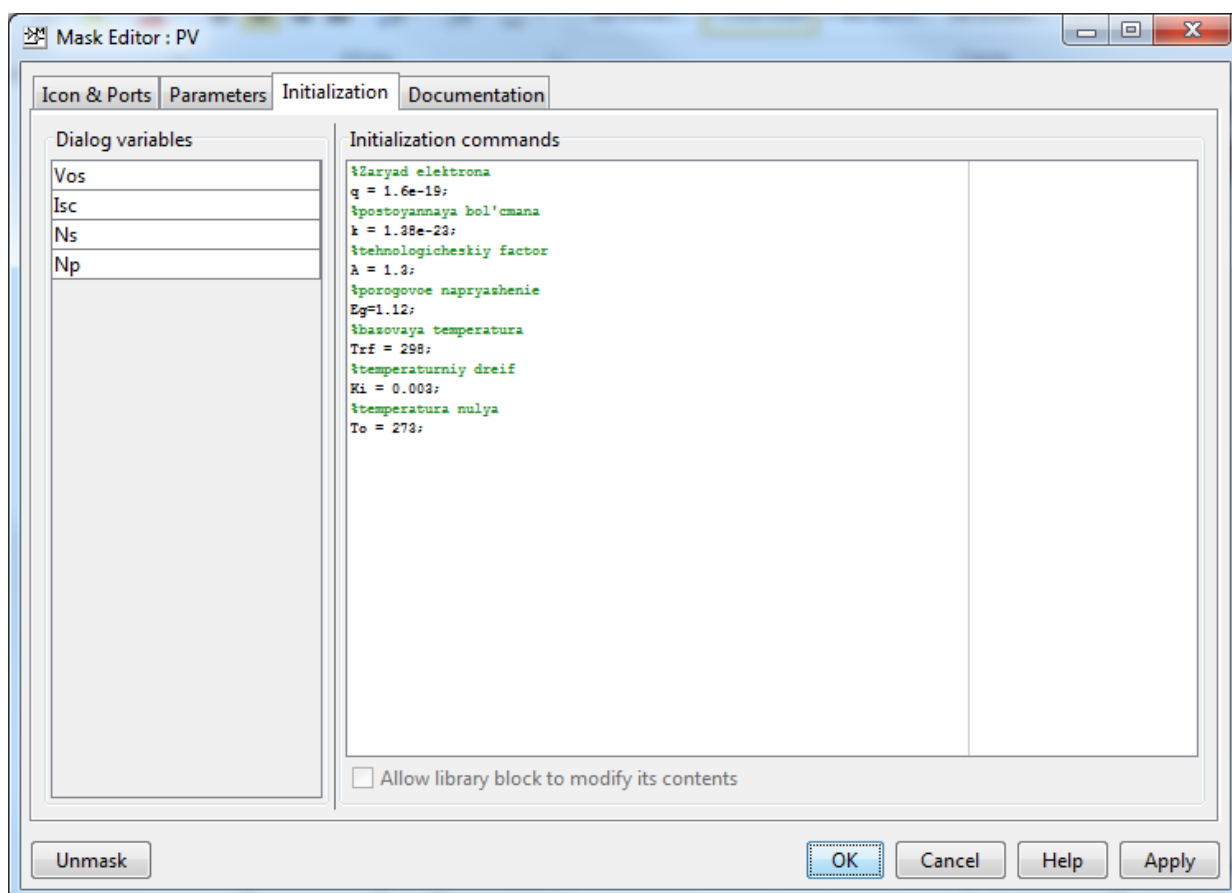 Mask Editor : PV
Icon & Ports Parameters Initialization Documentation
Dialog variables
Vos
Isc
Ns
Np
Initialization commands
%Zaryad elektrona
q = 1.6e-19;
%postoyannaya bol'cmana
k = 1.38e-23;
%tehnologicheskiy factor
A = 1.3;
%porogovoe napryazhenie
Eg=1.12;
%bazovaya temperatura
Trf = 298;
%temperaturniy dreif
Ki = 0.003;
%temperatura nulya
To = 273;
Allow library block to modify its contents
Unmask OK Cancel Help Apply